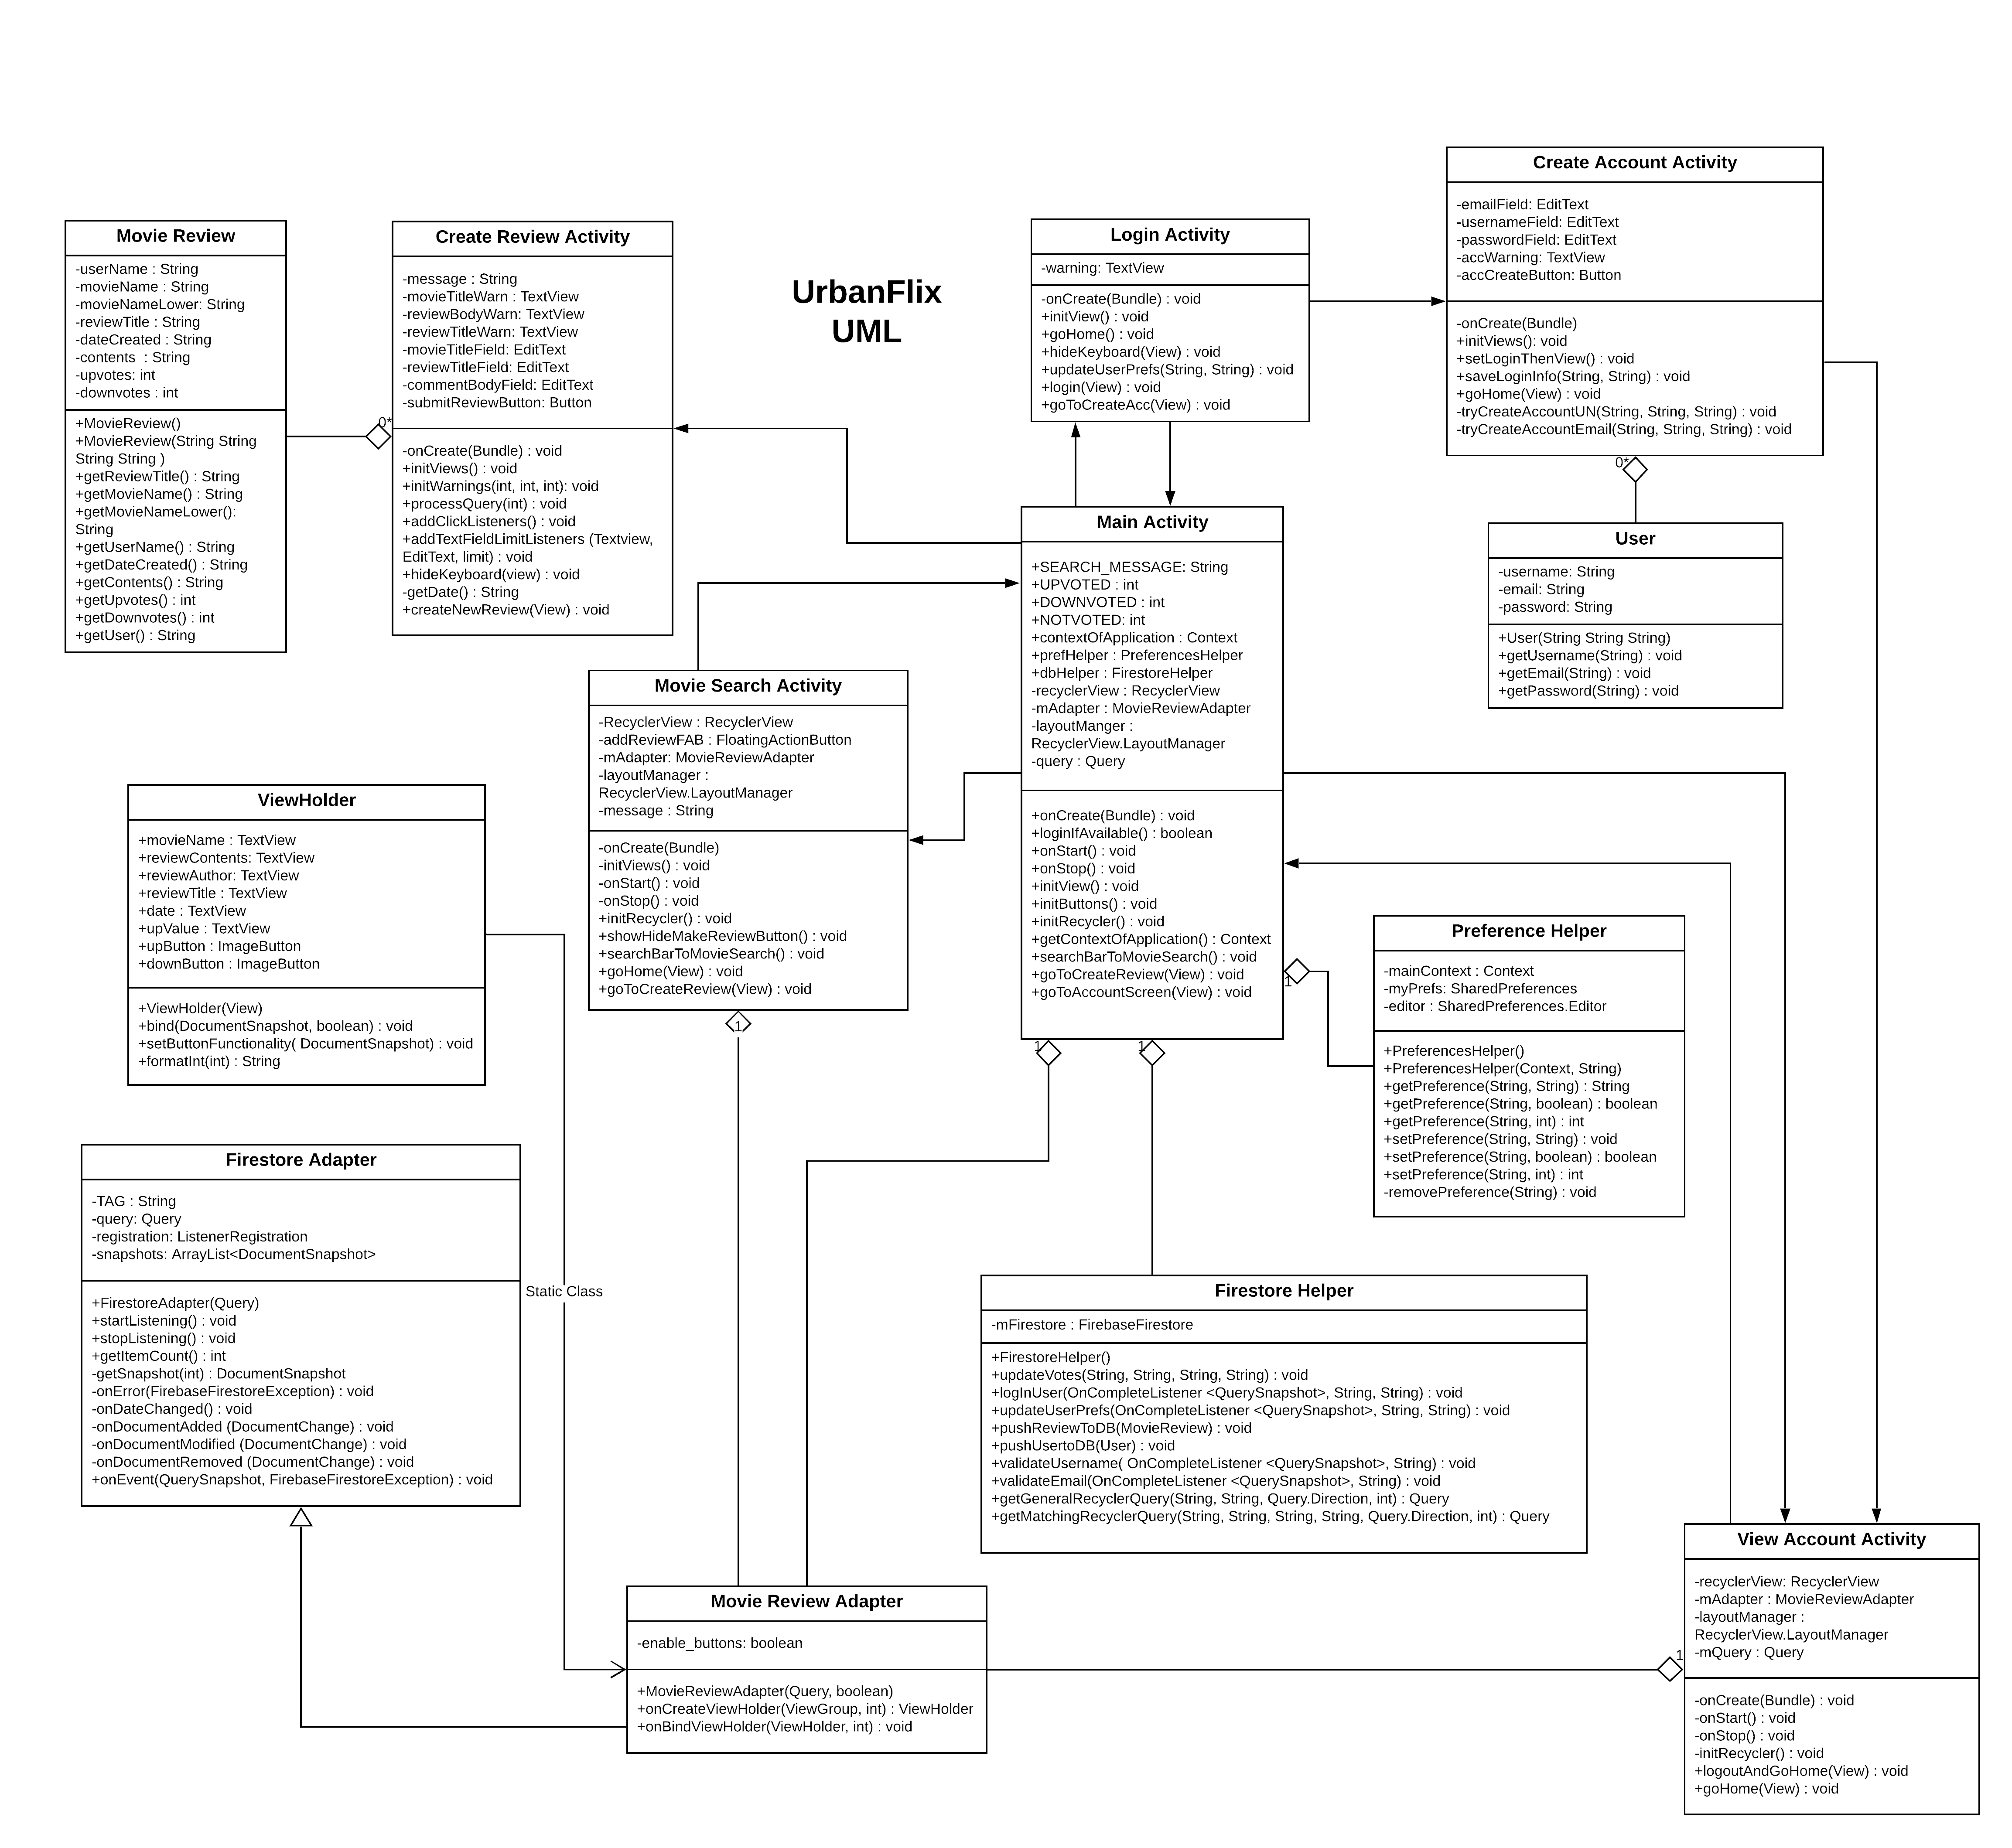 UrbanFlix
UML
Movie Review
-userName : String
-movieName : String
-movieNameLower: String
-reviewTitle : String
-dateCreated : String
-contents  : String
-upvotes: int
-downvotes : int
+MovieReview()
+MovieReview(String String
String String )
+getReviewTitle() : String
+getMovieName() : String
+getMovieNameLower():
String
+getUserName() : String
+getDateCreated() : String
+getContents() : String
+getUpvotes() : int
+getDownvotes() : int
+getUser() : String
0*
Create Review Activity
-message : String
-movieTitleWarn : TextView
-reviewBodyWarn: TextView
-reviewTitleWarn: TextView
-movieTitleField: EditText
-reviewTitleField: EditText
-commentBodyField: EditText
-submitReviewButton: Button
-onCreate(Bundle) : void
+initViews() : void
+initWarnings(int, int, int): void
+processQuery(int) : void
+addClickListeners() : void
+addTextFieldLimitListeners (Textview,
EditText, limit) : void
+hideKeyboard(view) : void
-getDate() : String
+createNewReview(View) : void
Login Activity
-warning: TextView
-onCreate(Bundle) : void
+initView() : void
+goHome() : void
+hideKeyboard(View) : void
+updateUserPrefs(String, String) : void
+login(View) : void
+goToCreateAcc(View) : void
Create Account Activity
-emailField: EditText
-usernameField: EditText
-passwordField: EditText
-accWarning: TextView
-accCreateButton: Button
-onCreate(Bundle)
+initViews(): void
+setLoginThenView() : void
+saveLoginInfo(String, String) : void
+goHome(View) : void
-tryCreateAccountUN(String, String, String) : void
-tryCreateAccountEmail(String, String, String) : void
0*
User
-username: String
-email: String
-password: String
+User(String String String)
+getUsername(String) : void
+getEmail(String) : void
+getPassword(String) : void
Main Activity
+SEARCH_MESSAGE: String
+UPVOTED : int
+DOWNVOTED : int
+NOTVOTED: int
+contextOfApplication : Context
+prefHelper : PreferencesHelper
+dbHelper : FirestoreHelper
-recyclerView : RecyclerView
-mAdapter : MovieReviewAdapter
-layoutManger :
RecyclerView.LayoutManager
-query : Query
+onCreate(Bundle) : void
+loginIfAvailable() : boolean
+onStart() : void
+onStop() : void
+initView() : void
+initButtons() : void
+initRecycler() : void
+getContextOfApplication() : Context
+searchBarToMovieSearch() : void
+goToCreateReview(View) : void
+goToAccountScreen(View) : void
1
1
1
Movie Search Activity
-RecyclerView : RecyclerView
-addReviewFAB : FloatingActionButton
-mAdapter: MovieReviewAdapter
-layoutManager :
RecyclerView.LayoutManager
-message : String
-onCreate(Bundle)
-initViews() : void
-onStart() : void
-onStop() : void
+initRecycler() : void
+showHideMakeReviewButton() : void
+searchBarToMovieSearch() : void
+goHome(View) : void
+goToCreateReview(View) : void
1
ViewHolder
+movieName : TextView
+reviewContents: TextView
+reviewAuthor: TextView
+reviewTitle : TextView
+date : TextView
+upValue : TextView
+upButton : ImageButton
+downButton : ImageButton
+ViewHolder(View)
+bind(DocumentSnapshot, boolean) : void
+setButtonFunctionality( DocumentSnapshot) : void
+formatInt(int) : String
Preference Helper
-mainContext : Context
-myPrefs: SharedPreferences
-editor : SharedPreferences.Editor
+PreferencesHelper()
+PreferencesHelper(Context, String)
+getPreference(String, String) : String
+getPreference(String, boolean) : boolean
+getPreference(String, int) : int
+setPreference(String, String) : void
+setPreference(String, boolean) : boolean
+setPreference(String, int) : int
-removePreference(String) : void
Firestore Adapter
-TAG : String
-query: Query
-registration: ListenerRegistration
-snapshots: ArrayList<DocumentSnapshot>
+FirestoreAdapter(Query)
+startListening() : void
+stopListening() : void
+getItemCount() : int
-getSnapshot(int) : DocumentSnapshot
-onError(FirebaseFirestoreException) : void
-onDateChanged() : void
-onDocumentAdded (DocumentChange) : void
-onDocumentModified (DocumentChange) : void
-onDocumentRemoved (DocumentChange) : void
+onEvent(QuerySnapshot, FirebaseFirestoreException) : void
Static Class
Firestore Helper
-mFirestore : FirebaseFirestore
+FirestoreHelper()
+updateVotes(String, String, String, String) : void
+logInUser(OnCompleteListener <QuerySnapshot>, String, String) : void
+updateUserPrefs(OnCompleteListener <QuerySnapshot>, String, String) : void
+pushReviewToDB(MovieReview) : void
+pushUsertoDB(User) : void
+validateUsername( OnCompleteListener <QuerySnapshot>, String) : void
+validateEmail(OnCompleteListener <QuerySnapshot>, String) : void
+getGeneralRecyclerQuery(String, String, Query.Direction, int) : Query
+getMatchingRecyclerQuery(String, String, String, String, Query.Direction, int) : Query
Movie Review Adapter
-enable_buttons: boolean
+MovieReviewAdapter(Query, boolean)
+onCreateViewHolder(ViewGroup, int) : ViewHolder
+onBindViewHolder(ViewHolder, int) : void
1
View Account Activity
-recyclerView: RecyclerView
-mAdapter : MovieReviewAdapter
-layoutManager :
RecyclerView.LayoutManager
-mQuery : Query
-onCreate(Bundle) : void
-onStart() : void
-onStop() : void
-initRecycler() : void
+logoutAndGoHome(View) : void
+goHome(View) : void